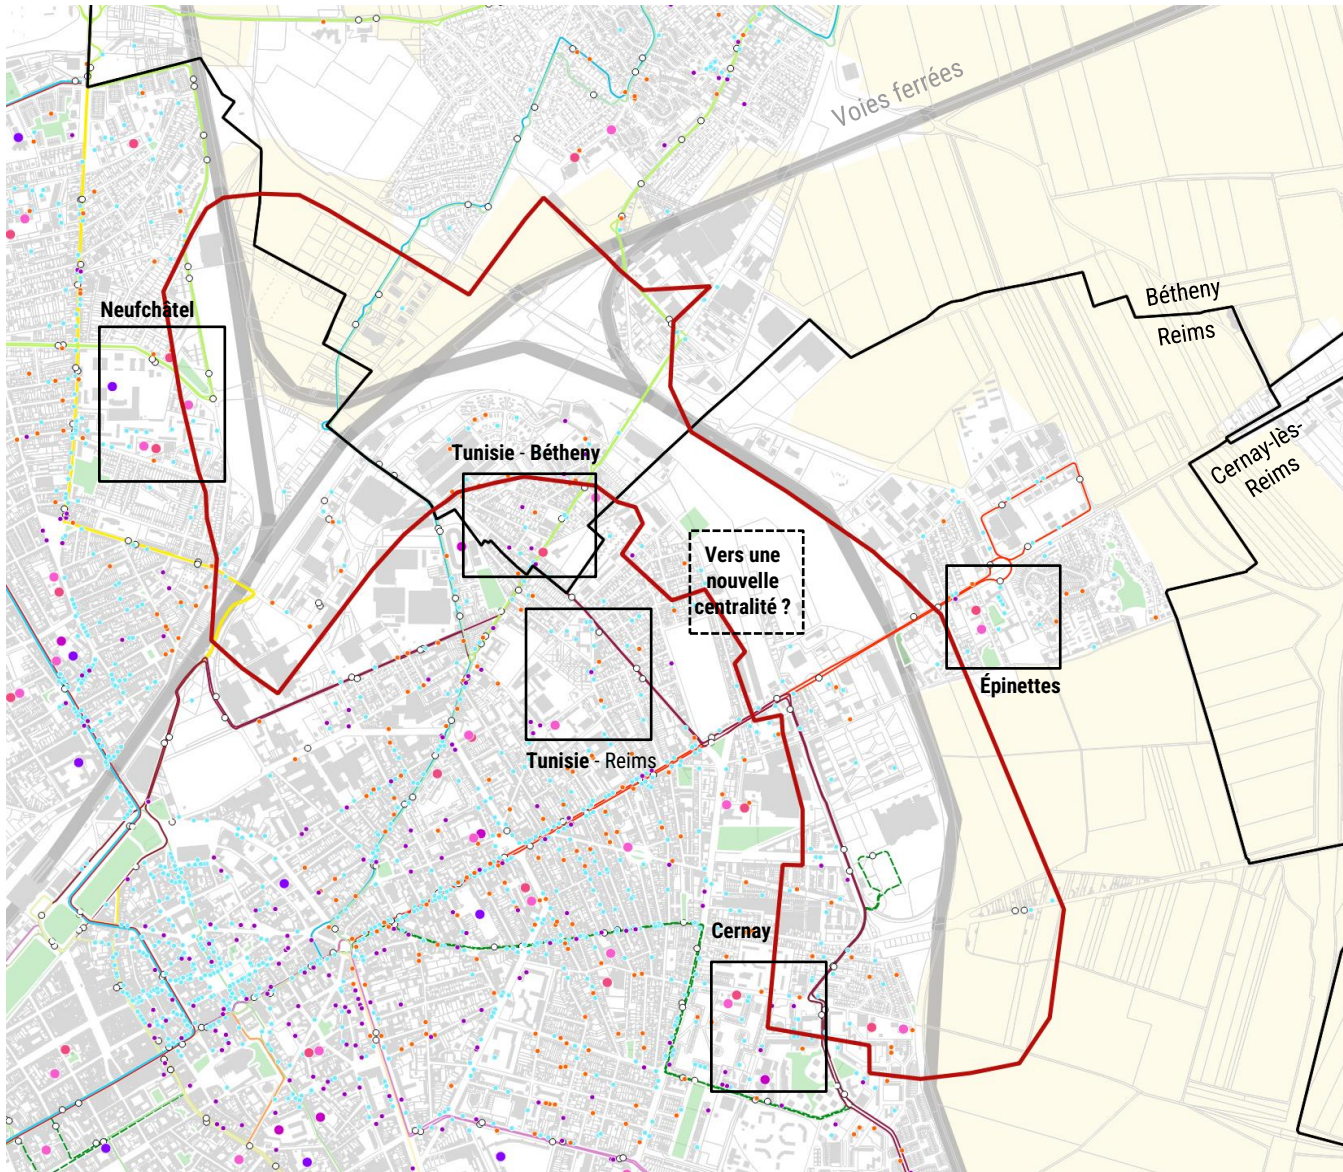 Voies ferrées
Bétheny
Reims
Neufchâtel
Cernay-lès-
Reims
Tunisie - Bétheny
Vers une
nouvelle
centralité ?
Épinettes
Tunisie - Reims
Cernay